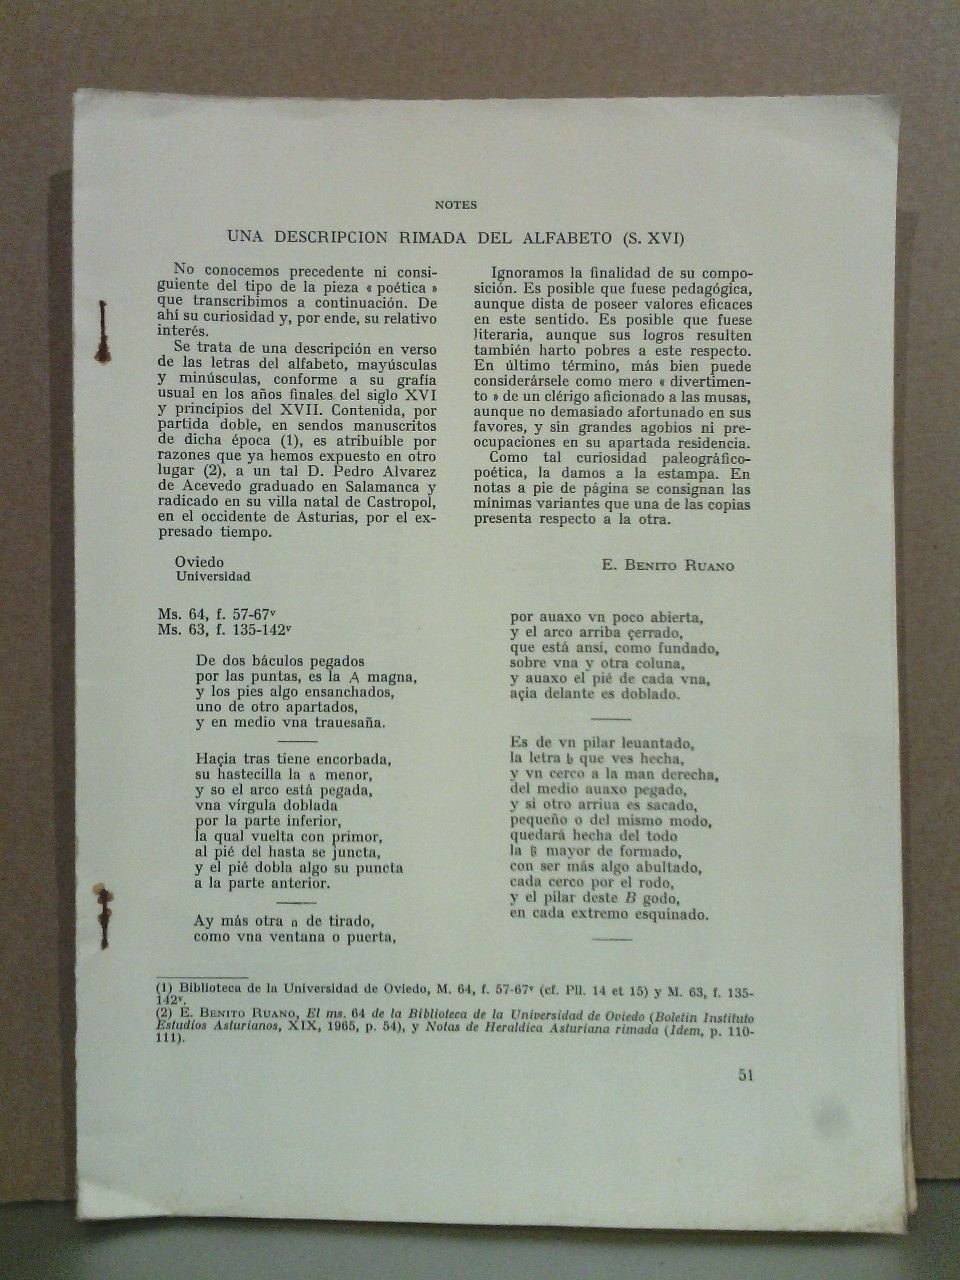 NOTES
UNA DESCRIPCION RIMADA DEL ALFABETO (S. XVI)
No conocemos precedente ni consi-
guiente del tipo de la pieza « poética »
que transcribimos a continuación. De
ahí su curiosidad y, por ende, su relativo
interés.
Se trata de una descripción en verso
de las letras del alfabeto, mayúsculas
y minúsculas, conforme a su grafía
usual en los años finales del siglo XVI
y principios del XVII. Contenida, por
partida doble, en sendos manuscritos
de dicha época (1), es atribuíble por
razones que ya hemos expuesto en otro
lugar (2), a un tal D. Pedro Alvarez
de Acevedo graduado en Salamanca y
radicado en su villa natal de Castropol,
en el occidente de Asturias, por el ex-
presado tiempo.
Ignoramos la finalidad de su compo-
sición. Es posible que fuese pedagógica,
aunque dista de poseer valores eficaces
en este sentido. Es posible que fuese
literaria, aunque sus logros resulten
también harto pobres a este respecto.
En último término, más bien puede
considerársele como mero « divertimen-
to » de un clérigo aficionado a las musas,
aunque no demasiado afortunado en sus
favores, y sin grandes agobios ni pre-
ocupaciones en su apartada residencia.
Como tal curiosidad paleográfico-
poética, la damos a la estampa. En
notas a pie de página se consignan las
mínimas variantes que una de las copias
presenta respecto a la otra.
Oviedo
Universidad
E. BENITO RUANO
Ms. 64, f. 57-67v
Ms. 63, f. 135-142v
De dos báculos pegados
por las puntas, es la A magna,
y los pies algo ensanchados,
uno de otro apartados,
y en medio vna trauesaña.
Haçia tras tiene encorbada,
su hastecilla la a menor,
y so el arco está pegada,
vna vírgula doblada
por la parte inferior,
la qual vuelta con primor,
al pié del hasta se juncta,
y el pié dobla algo su puncta
a la parte anterior.
Ay más otra a de tirado,
como vna ventana o puerta,
por auaxo vn poco abierta,
y el arco arriba çerrado,
que está ansi, como fundado,
sobre vna y otra coluna,
y auaxo el pié de cada vna,
açia delante es doblado.
Es de vn pilar leuantado,
la letra b que ves hecha,
y vn cerco a la man derecha,
del medio auaxo pegado,
y si otro arriua es sacado,
pequeño o del mismo modo,
quedará hecha del todo
la B mayor de formado,
con ser más algo abultado,
cada cerco por el rodo,
y el pilar deste B godo,
en cada extremo esquinado.
(1) Biblioteca de la Universidad de Oviedo, M. 64, f. 57-67v (cf. Pll. 14 et 15) y M. 63, f. 135-
142v.
(2) E. BENITO RUANO, El ms. 64 de la Biblioteca de la Universidad de Oviedo (Boletin Instituto
Estudios Asturianos, XIX, 1965, p. 54), y Notas de Heraldica Asturiana rimada (Idem, p. 110-
111).
51